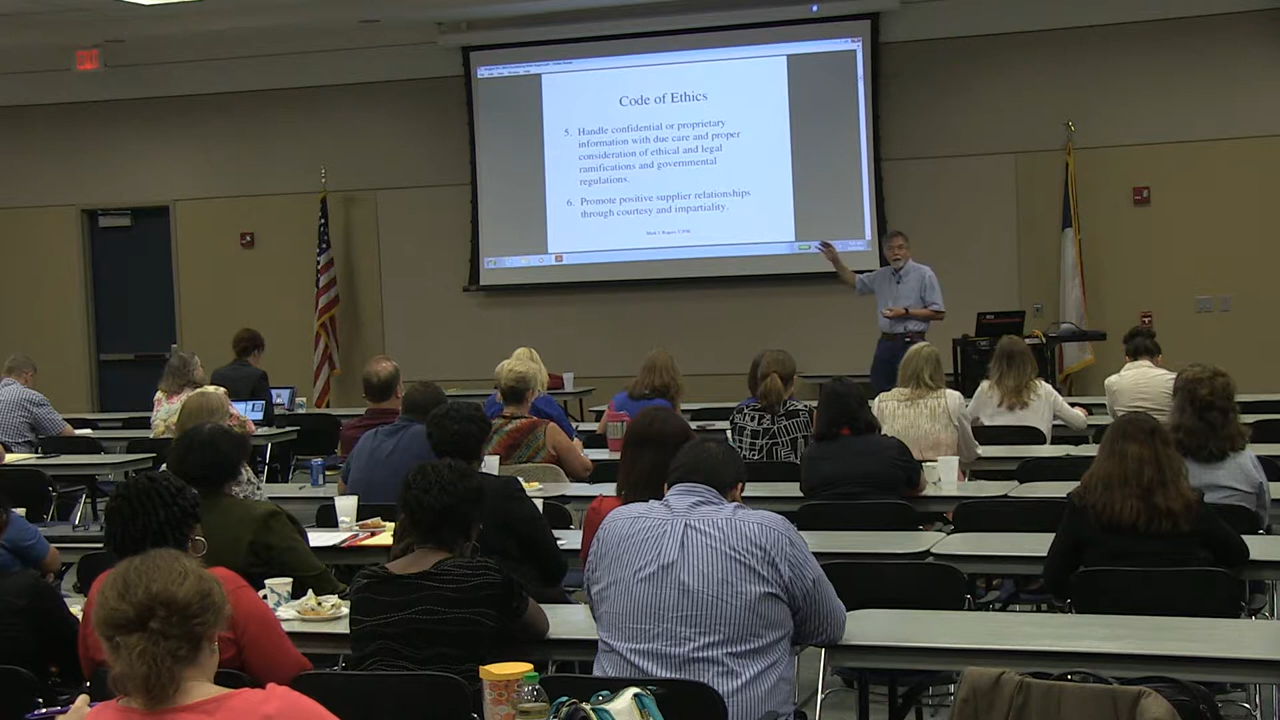 EXIT
Code of Ethics
5. Handle confidential or proprietary
information with due care and proper
consideration of ethical and legal
ramifications and governmental
regulations.
6. Promote positive supplier relationships
through courtesy and impartiality.